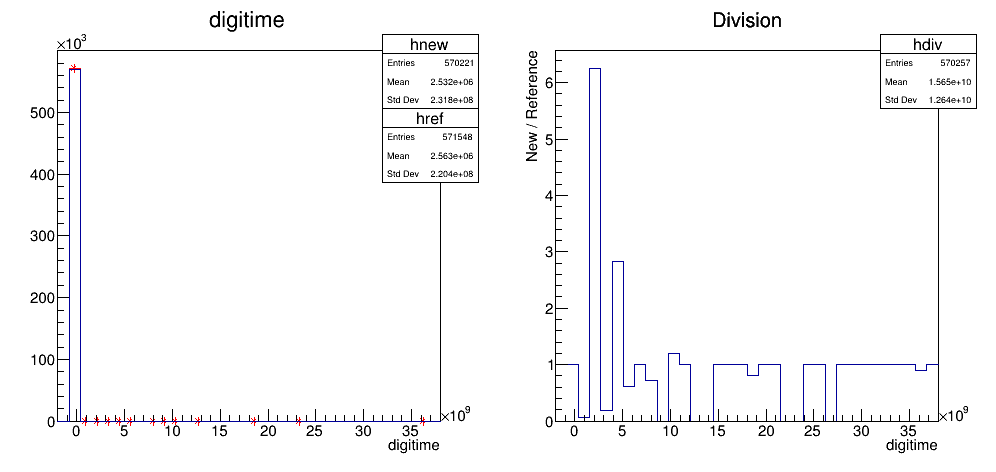 digitime
×10³
hnew
Entries 570221
Mean 2.532e+06
Std Dev 2.318e+08
href
Entries 571548
Mean 2.563e+06
Std Dev 2.204e+08
500
400
300
200
100
0
0 5 10 15 20 25 30 35 ×10⁹
digitime
Division
hdiv
Entries 570257
Mean 1.565e+10
Std Dev 1.264e+10
New / Reference
6
5
4
3
2
1
0
0 5 10 15 20 25 30 35 ×10⁹
digitime